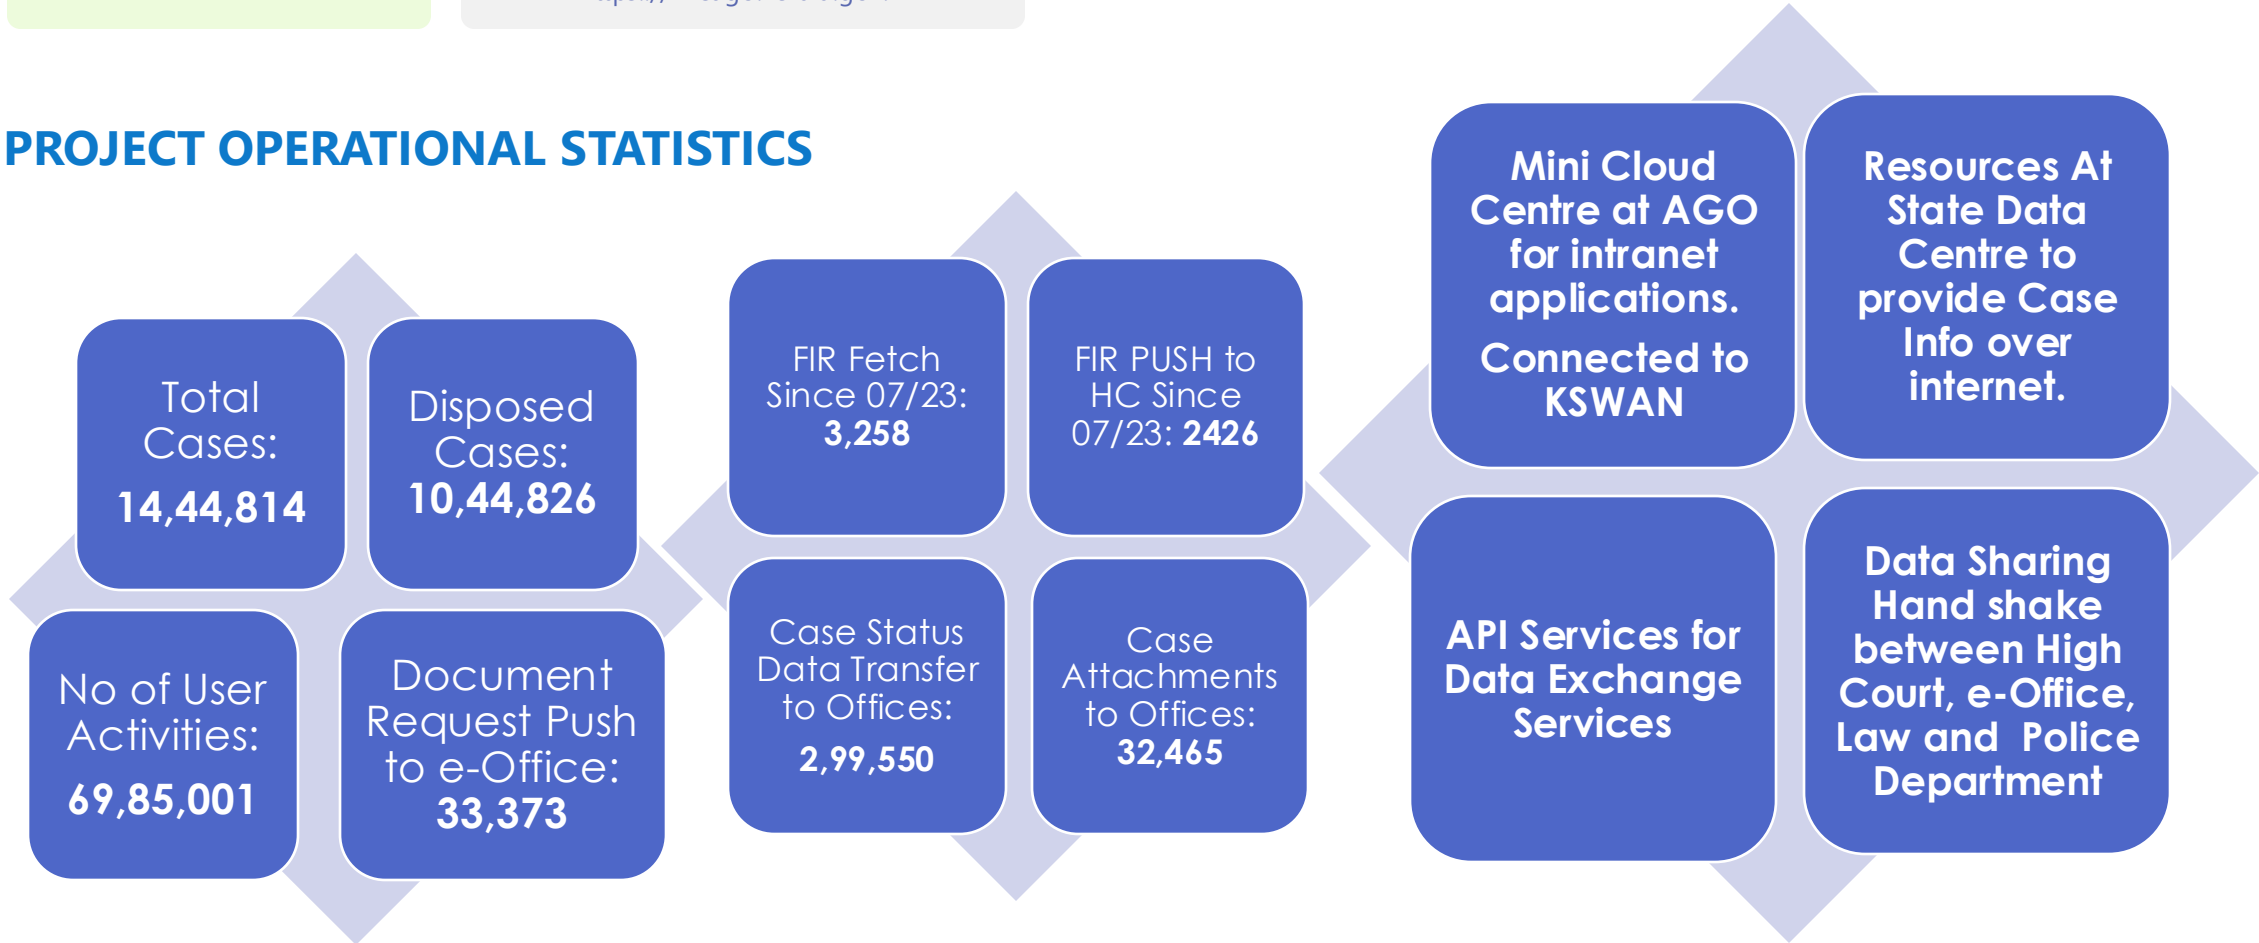 PROJECT OPERATIONAL STATISTICS
Total
Cases:
14,44,814
Disposed
Cases:
10,44,826
No of User
Activities:
69,85,001
Document
Request Push
to e-Office:
33,373
FIR Fetch
Since 07/23:
3,258
FIR PUSH to
HC Since
07/23: 2426
Case Status
Data Transfer
to Offices:
2,99,550
Case
Attachments
to Offices:
32,465
Mini Cloud
Centre at AGO
for intranet
applications.
Connected to
KSWAN
Resources At
State Data
Centre to
provide Case
Info over
internet.
API Services for
Data Exchange
Services
Data Sharing
Hand shake
between High
Court, e-Office,
Law and Police
Department